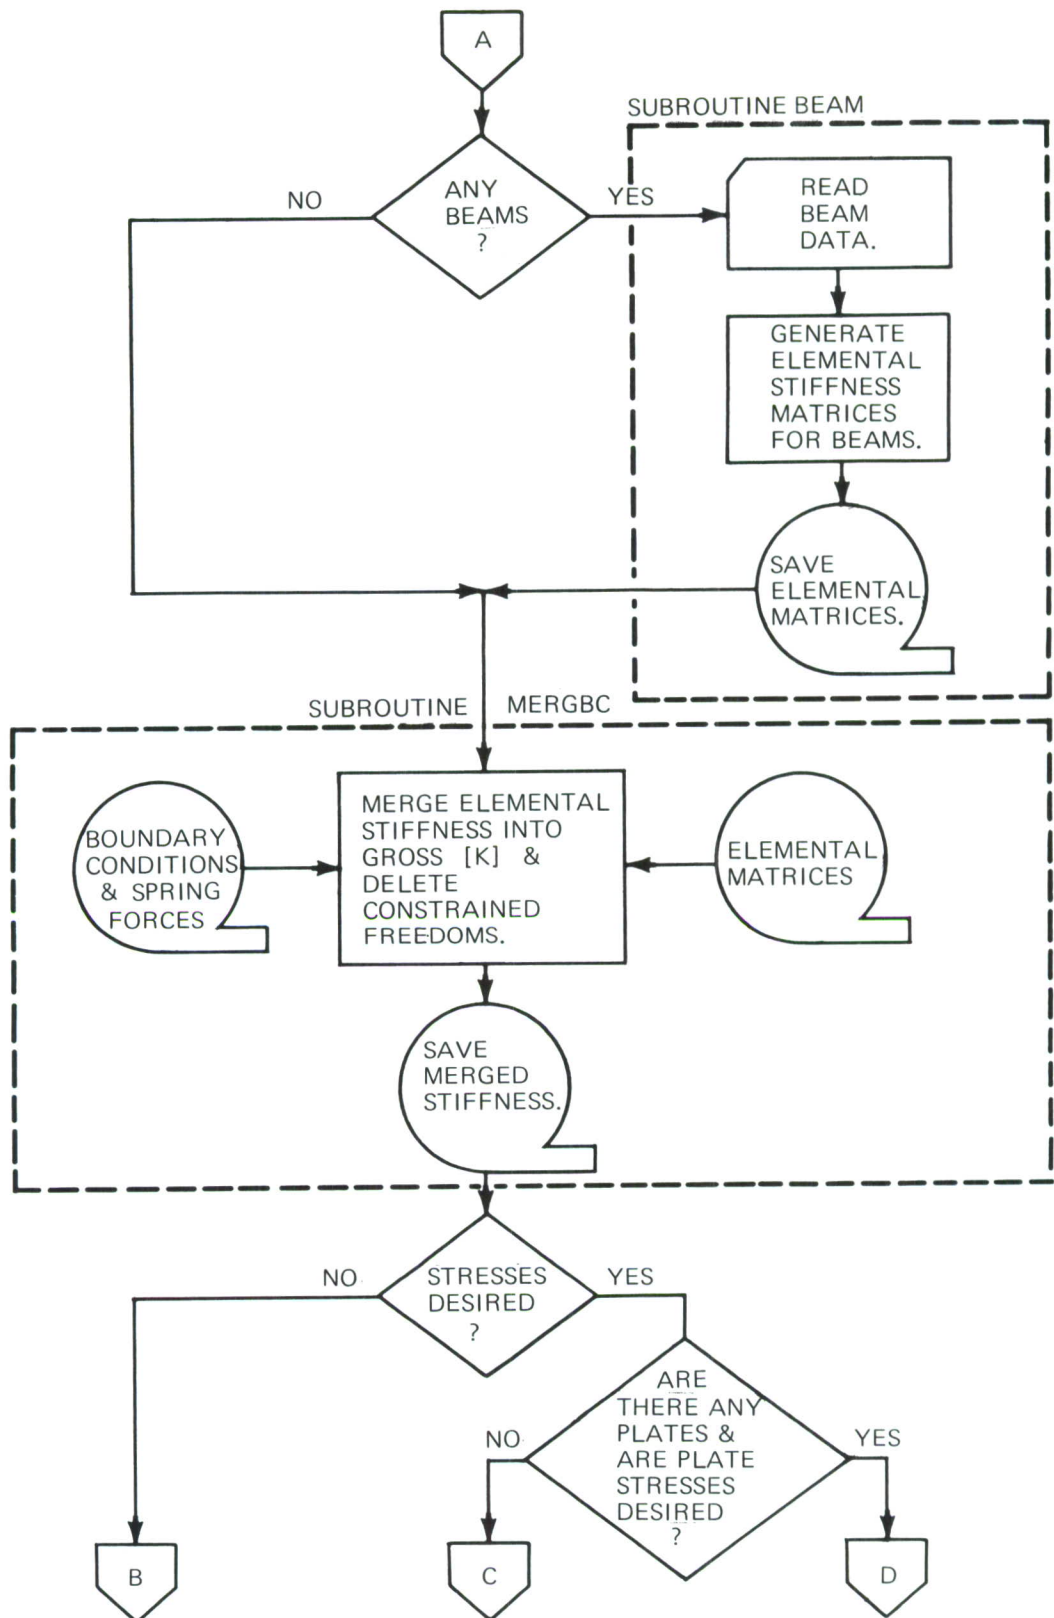 A
SUBROUTINE BEAM
NO
ANY
BEAMS
?
YES
READ
BEAM
DATA.
GENERATE
ELEMENTAL
STIFFNESS
MATRICES
FOR BEAMS.
SAVE
ELEMENTAL
MATRICES.
SUBROUTINE MERGBC
BOUNDARY
CONDITIONS
& SPRING
FORCES
MERGE ELEMENTAL
STIFFNESS INTO
GROSS [K] &
DELETE
CONSTRAINED
FREEDOMS.
ELEMENTAL
MATRICES
SAVE
MERGED
STIFFNESS.
NO
STRESSES
DESIRED
?
YES
NO
ARE
THERE ANY
PLATES &
ARE PLATE
STRESSES
DESIRED
?
YES
B
C
D